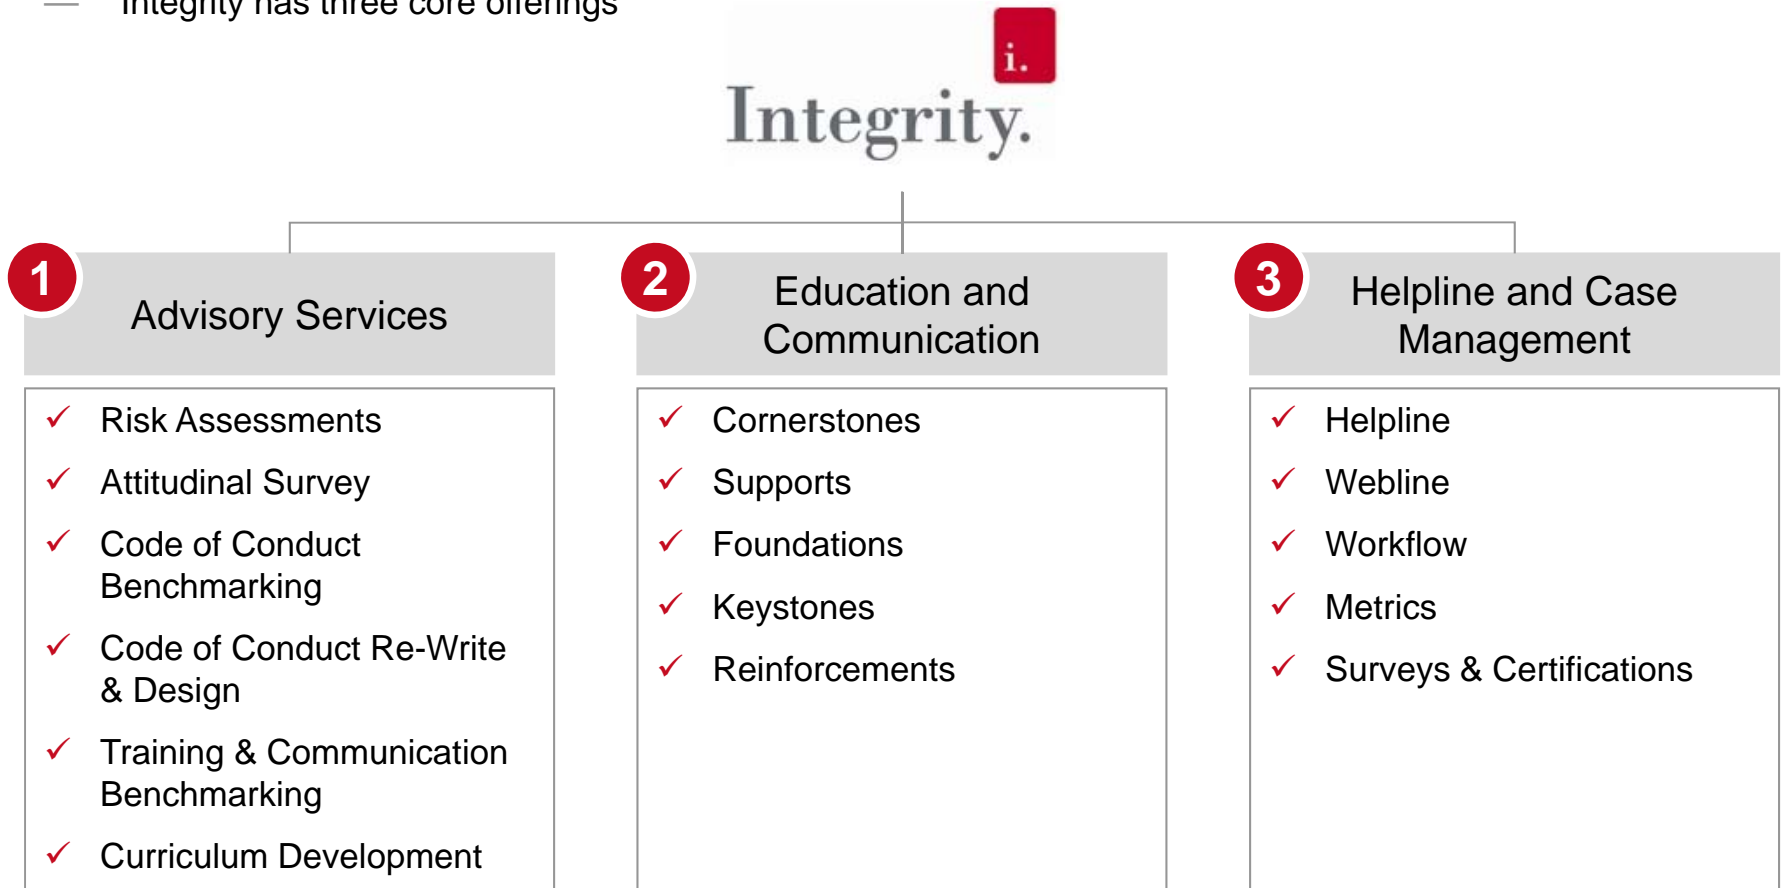 — Integrity has three core offerings
i.
Integrity.
1
Advisory Services
✓ Risk Assessments
✓ Attitudinal Survey
✓ Code of Conduct
Benchmarking
✓ Code of Conduct Re-Write
& Design
✓ Training & Communication
Benchmarking
✓ Curriculum Development
2
Education and
Communication
✓ Cornerstones
✓ Supports
✓ Foundations
✓ Keystones
✓ Reinforcements
3
Helpline and Case
Management
✓ Helpline
✓ Webline
✓ Workflow
✓ Metrics
✓ Surveys & Certifications